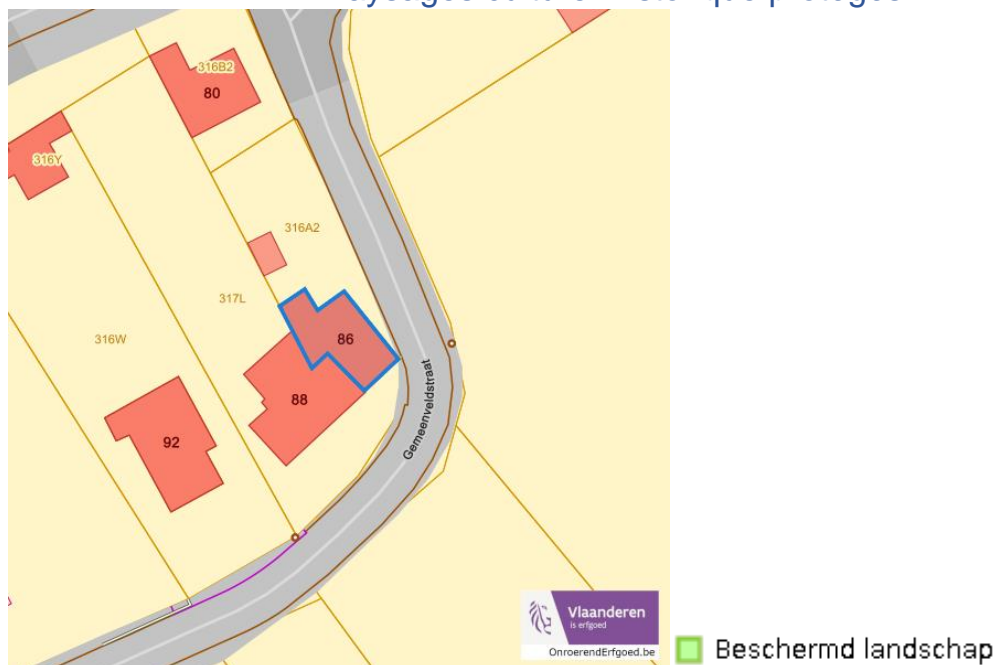 316B2
80
316Y
316A2
317L
316W
86
88
92
Gemeenveldstraat
Vlaanderen
is erfgoed
OnroerendErfgoed.be
Beschermd landschap